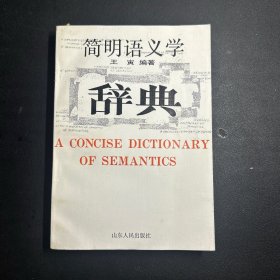 简明语义学
王 寅 编著
辞典
A CONCISE DICTIONARY
OF SEMANTICS
山东人民出版社